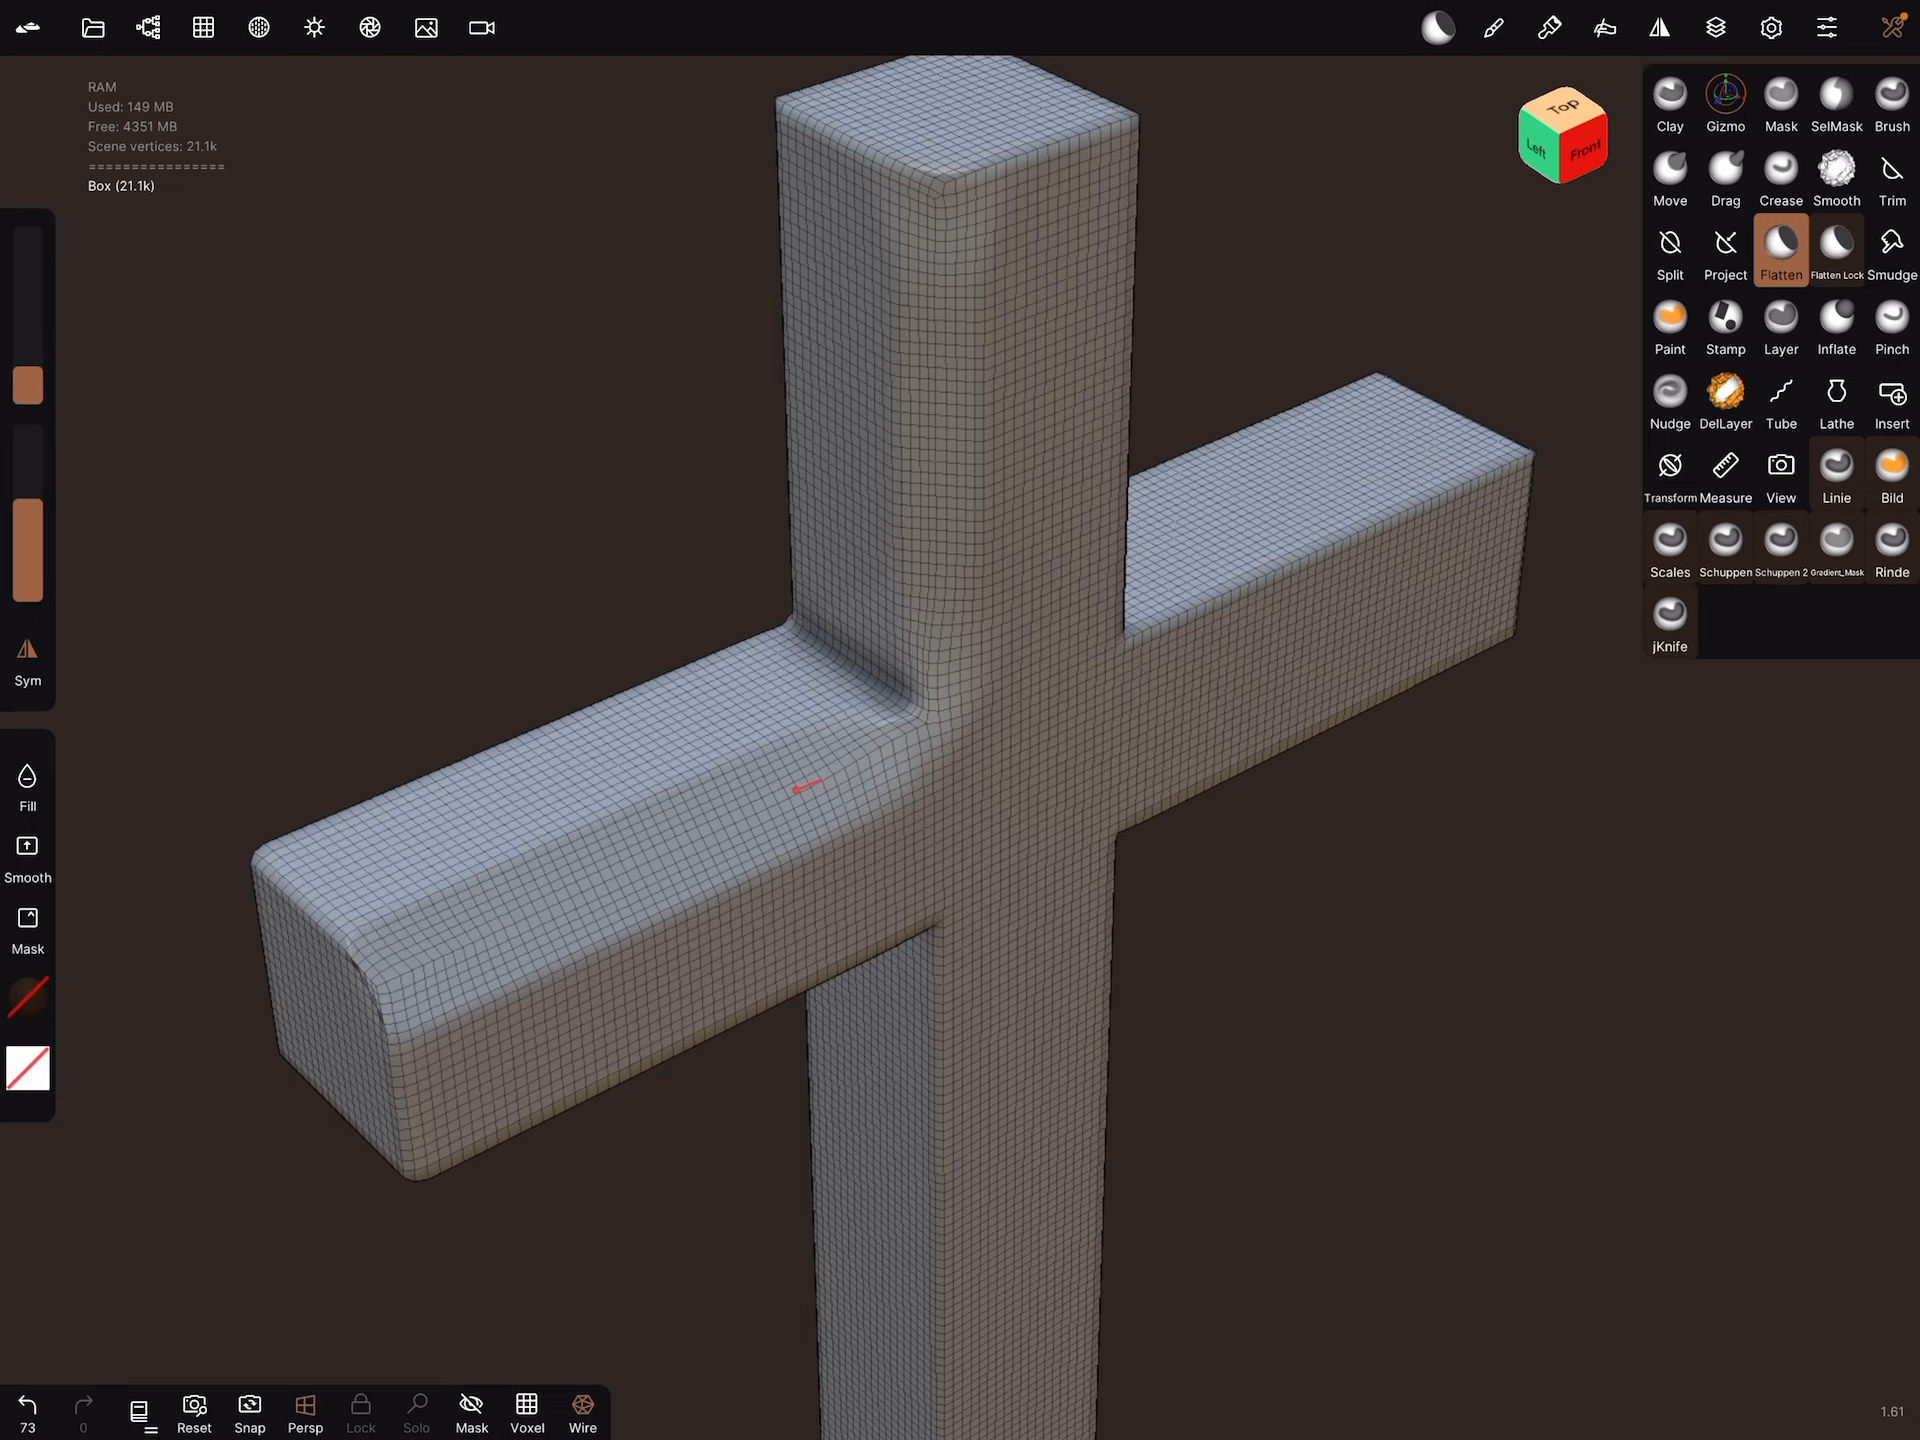 RAM
Used: 149 MB
Free: 4351 MB
Scene vertices: 21.1k
================
Box (21.1k)
Top
Left
Front
Clay
Gizmo
Mask
SelMask
Brush
Move
Drag
Crease
Smooth
Trim
Split
Project
Flatten
Flatten Lock
Smudge
Paint
Stamp
Layer
Inflate
Pinch
Nudge
DelLayer
Tube
Lathe
Insert
Transform
Measure
View
Linie
Bild
Scales
Schuppen
Schuppen 2
Gradient_Mask
Rinde
jKnife
Sym
Fill
Smooth
Mask
73
0
Reset
Snap
Persp
Lock
Solo
Mask
Voxel
Wire
1.61